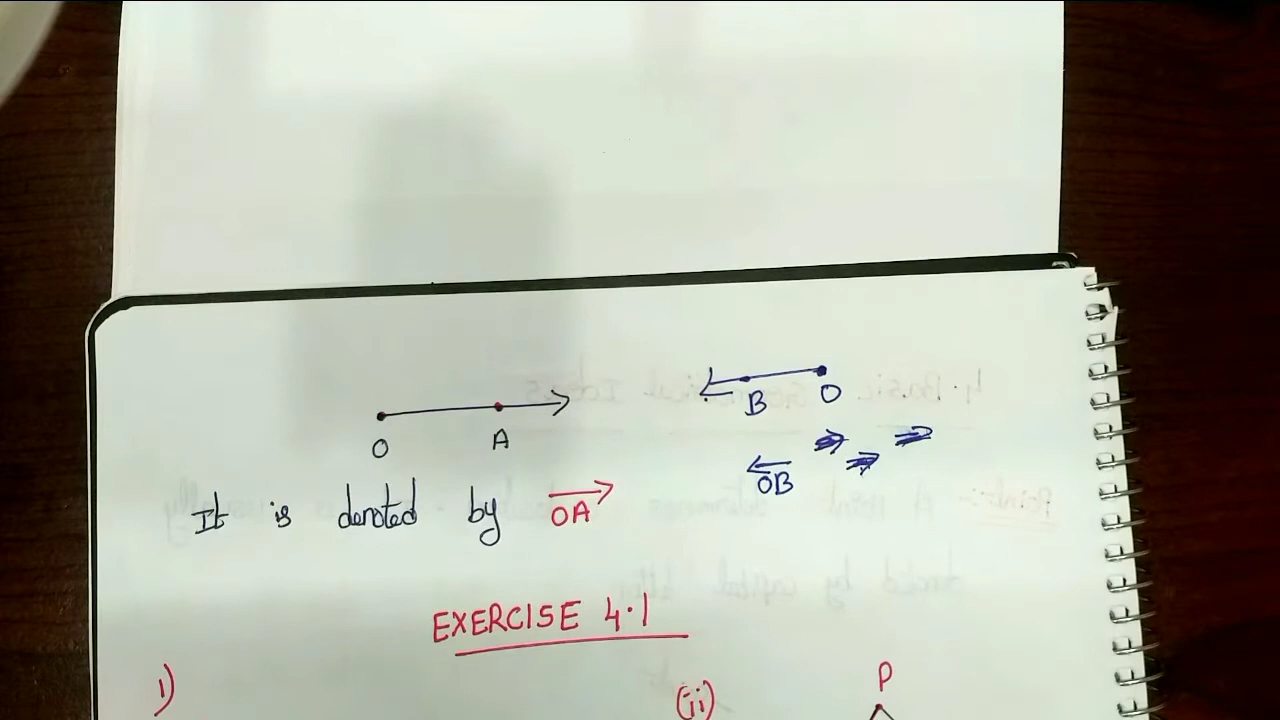 O A
B O
OB
It is denoted by OA
EXERCISE 4.1
1) (ii) P